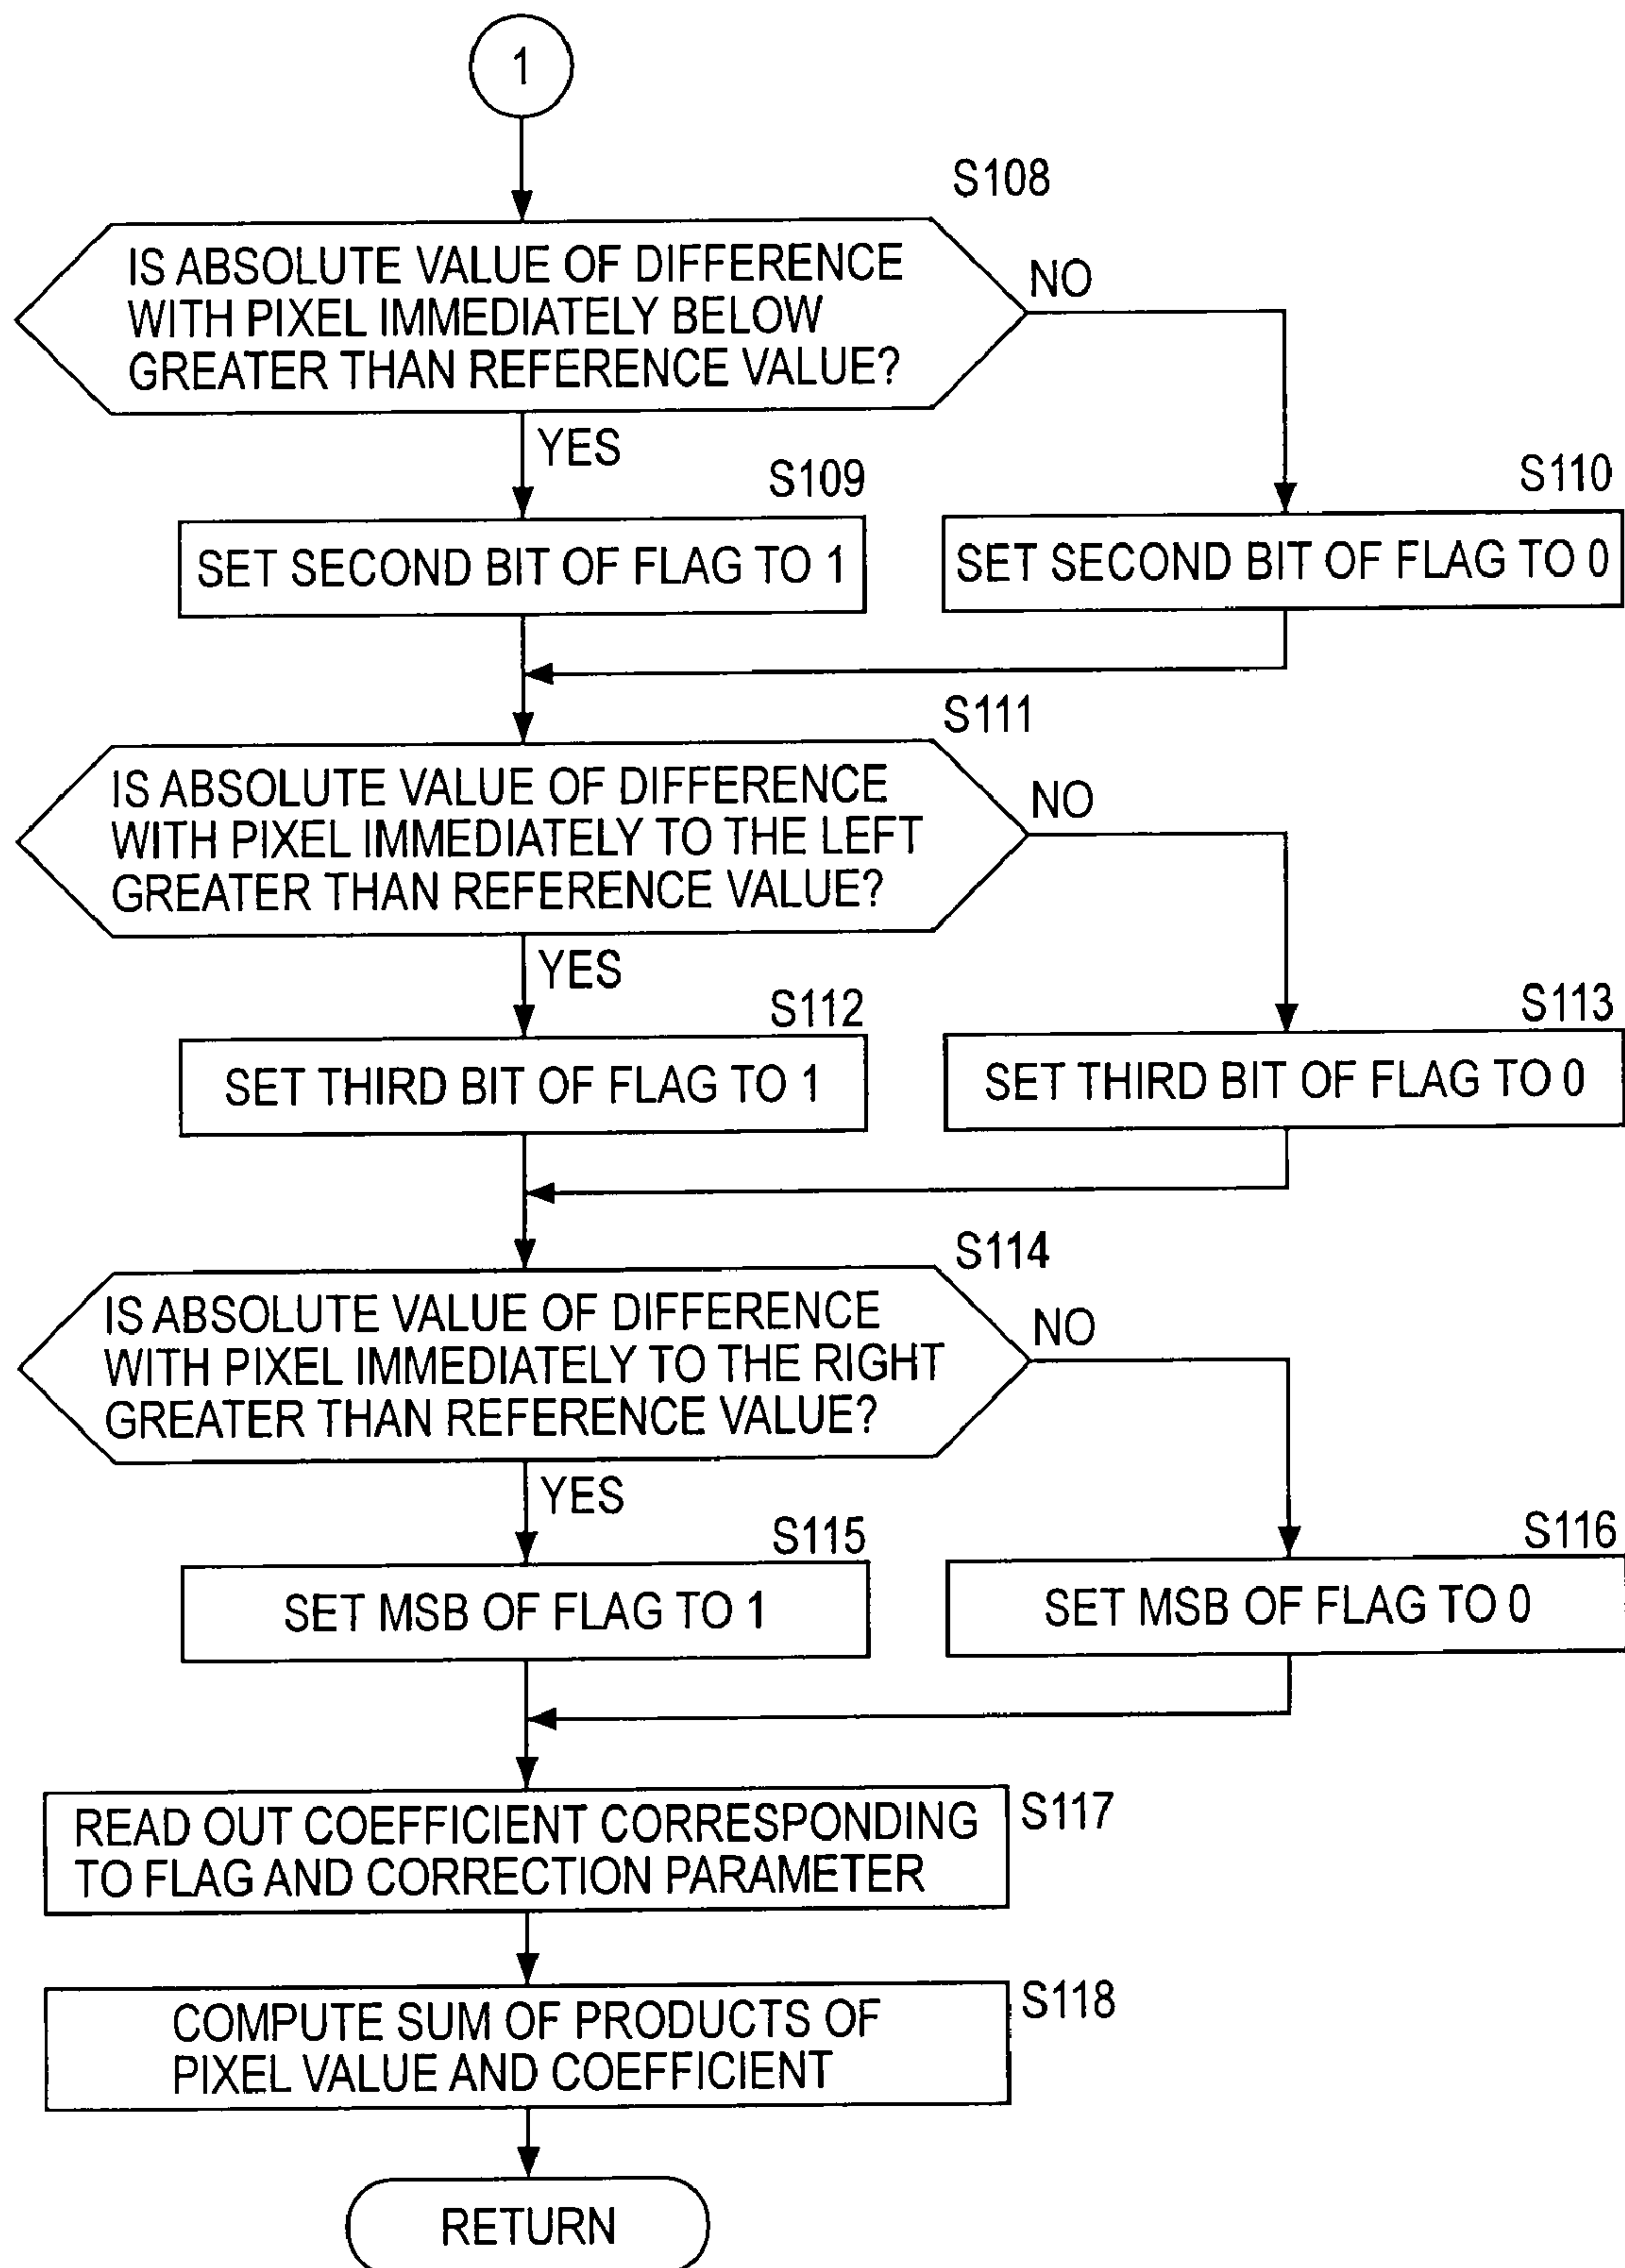 1
S108
IS ABSOLUTE VALUE OF DIFFERENCE
WITH PIXEL IMMEDIATELY BELOW
GREATER THAN REFERENCE VALUE?
NO
YES
S109
S110
SET SECOND BIT OF FLAG TO 1
SET SECOND BIT OF FLAG TO 0
S111
IS ABSOLUTE VALUE OF DIFFERENCE
WITH PIXEL IMMEDIATELY TO THE LEFT
GREATER THAN REFERENCE VALUE?
NO
YES
S112
S113
SET THIRD BIT OF FLAG TO 1
SET THIRD BIT OF FLAG TO 0
S114
IS ABSOLUTE VALUE OF DIFFERENCE
WITH PIXEL IMMEDIATELY TO THE RIGHT
GREATER THAN REFERENCE VALUE?
NO
YES
S115
S116
SET MSB OF FLAG TO 1
SET MSB OF FLAG TO 0
READ OUT COEFFICIENT CORRESPONDING
TO FLAG AND CORRECTION PARAMETER
S117
COMPUTE SUM OF PRODUCTS OF
PIXEL VALUE AND COEFFICIENT
S118
RETURN